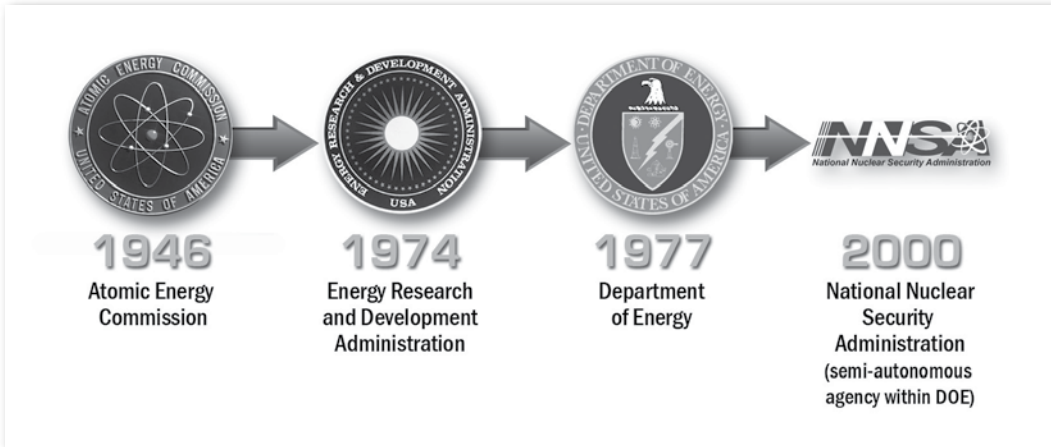 ATOMIC ENERGY COMMISSION
★ UNITED STATES OF AMERICA ★
ENERGY RESEARCH & DEVELOPMENT ADMINISTRATION
USA
DEPARTMENT OF ENERGY
UNITED STATES OF AMERICA
NNSA
National Nuclear Security Administration
1946
1974
1977
2000
Atomic Energy
Commission
Energy Research
and Development
Administration
Department
of Energy
National Nuclear
Security
Administration
(semi-autonomous
agency within DOE)